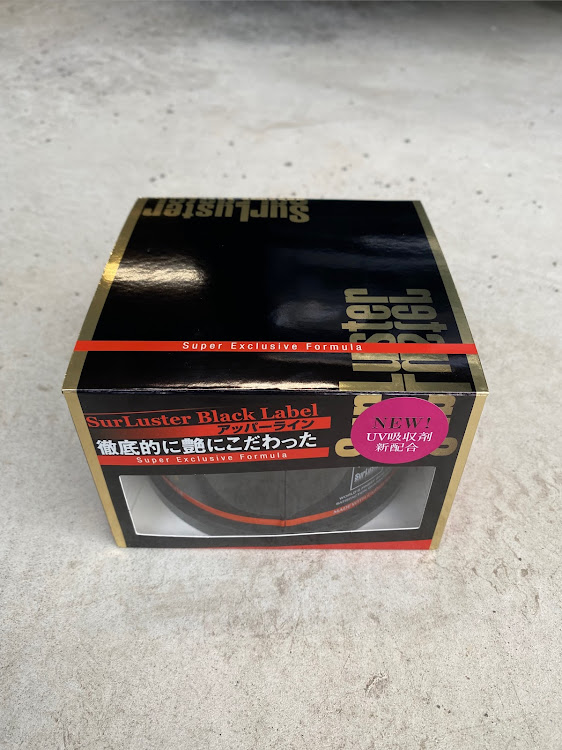 SurLuster
SurLuster
Super Exclusive Formula
SurLuster Black Label
アッパーライン
徹底的に艶にこだわった
Super Exclusive Formula
NEW!
UV吸収剤
新配合
SurLuster